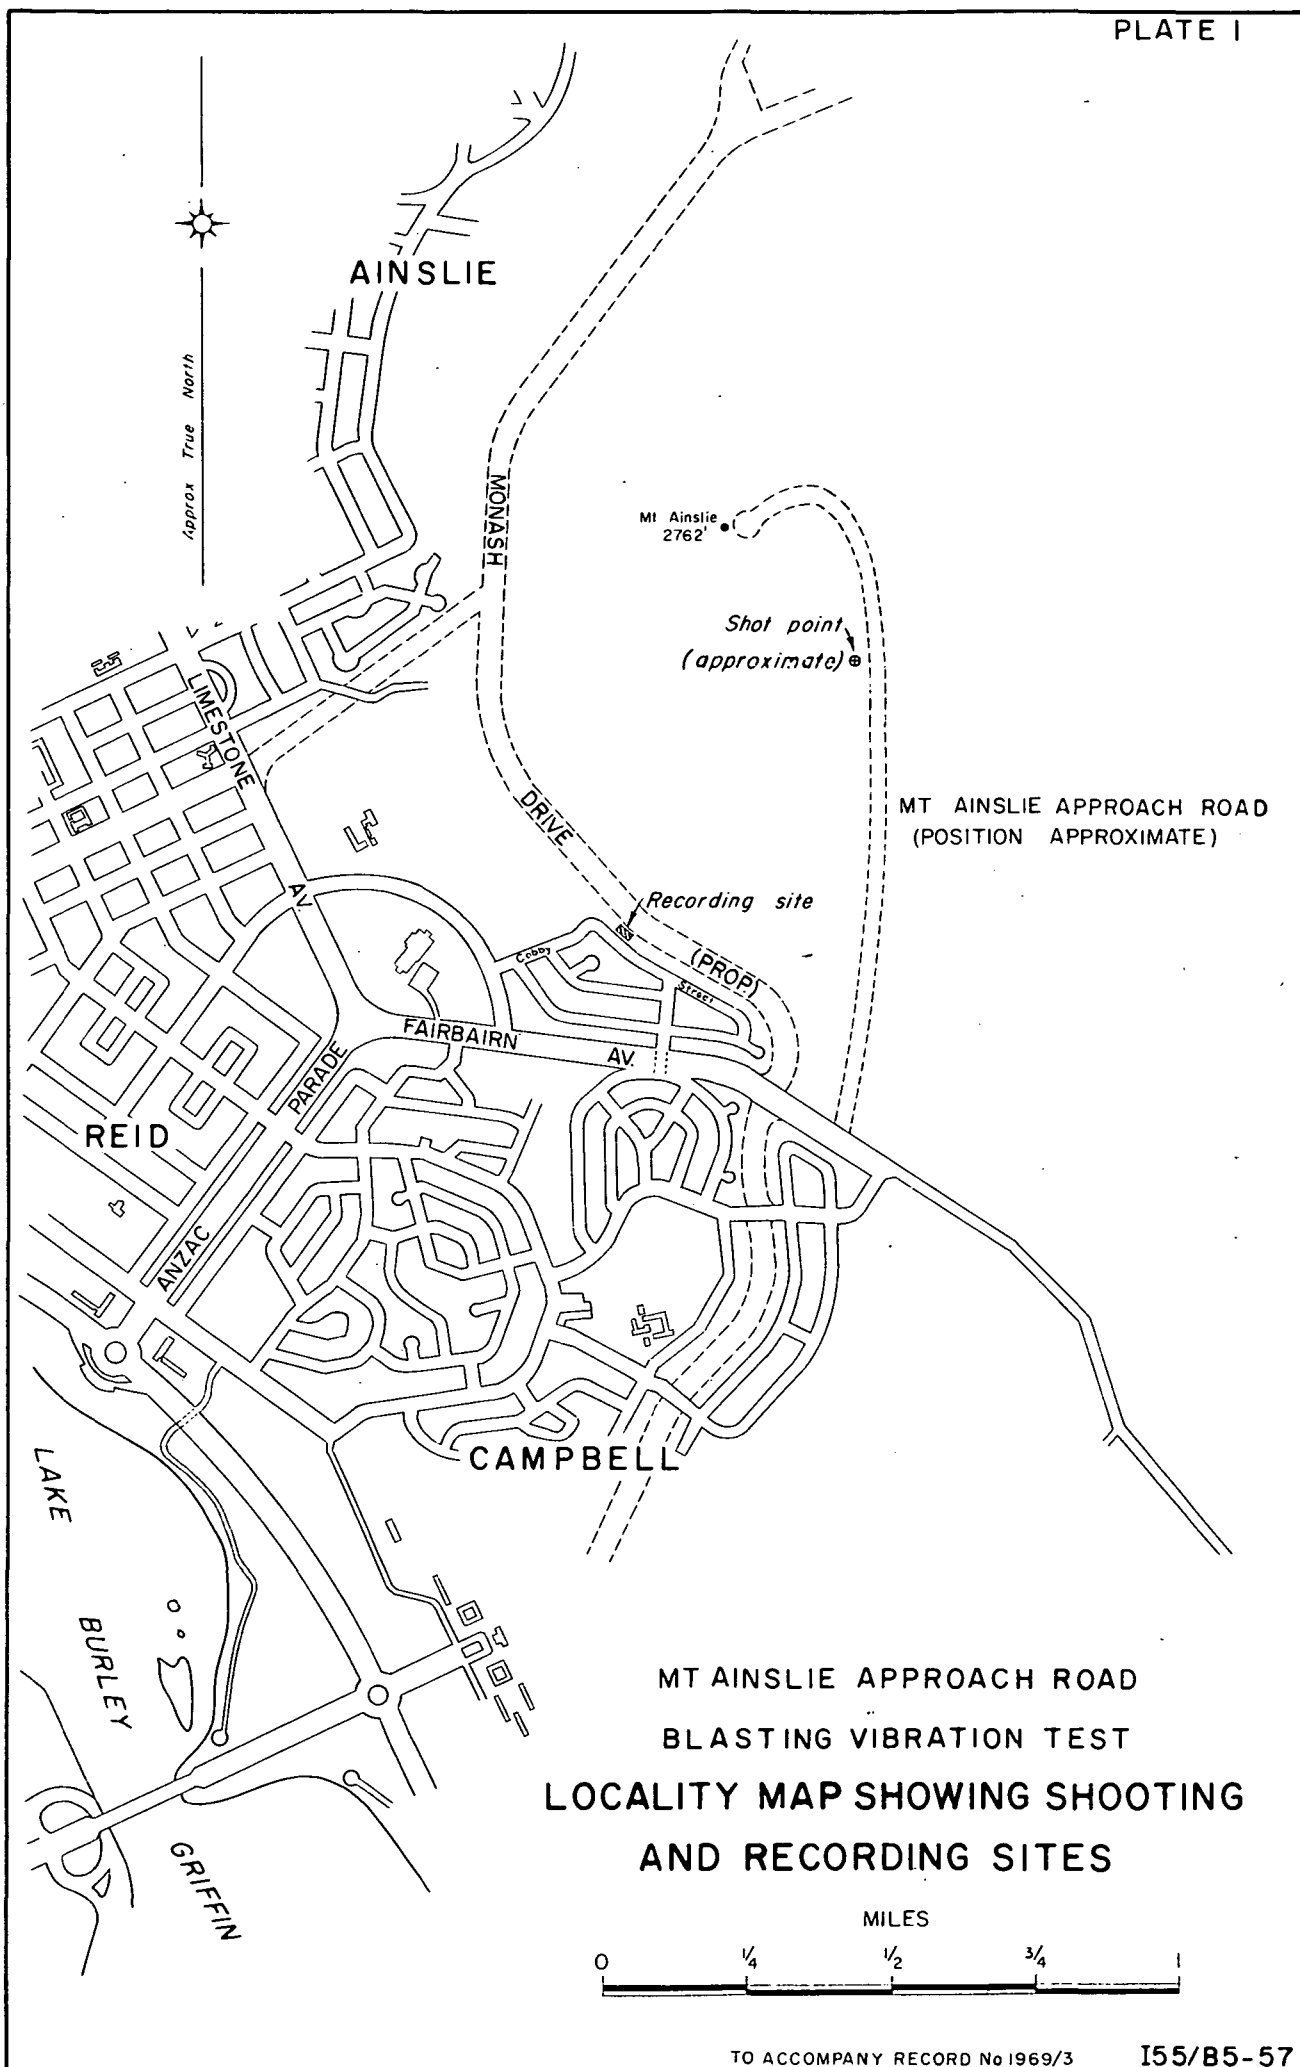 PLATE 1
AINSLIE
Approx True North
MONASH
Mt Ainslie
2762'
Shot point
(approximate)
LIMESTONE
AV.
DRIVE
MT AINSLIE APPROACH ROAD
(POSITION APPROXIMATE)
Recording site
Cobby
Street
(PROP)
FAIRBAIRN
AV.
PARADE
REID
ANZAC
CAMPBELL
LAKE
BURLEY
GRIFFIN
MT AINSLIE APPROACH ROAD
BLASTING VIBRATION TEST
LOCALITY MAP SHOWING SHOOTING
AND RECORDING SITES
MILES
0 1/4 1/2 3/4 1
TO ACCOMPANY RECORD No 1969/3
I55/B5-57